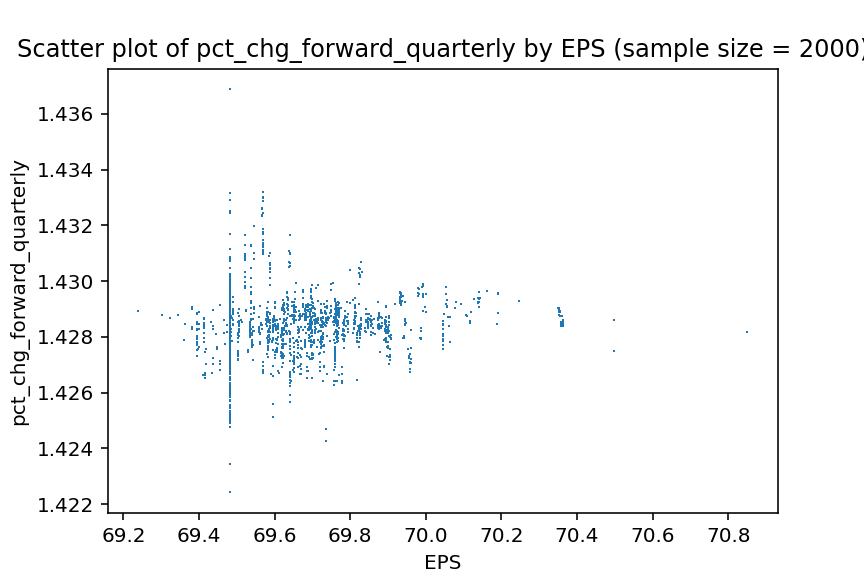 Scatter plot of pct_chg_forward_quarterly by EPS (sample size = 2000)
pct_chg_forward_quarterly
1.436
1.434
1.432
1.430
1.428
1.426
1.424
1.422
69.2 69.4 69.6 69.8 70.0 70.2 70.4 70.6 70.8
EPS